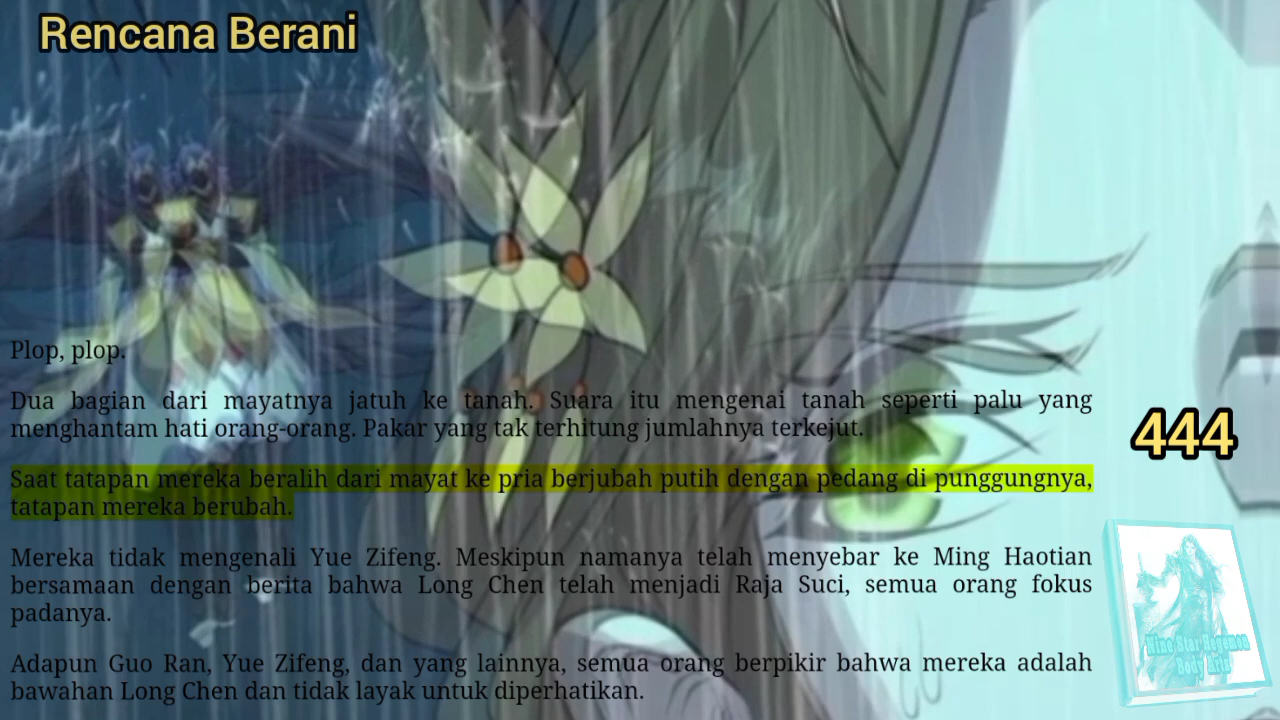 Rencana Berani
Plop, plop.
Dua bagian dari mayatnya jatuh ke tanah. Suara itu mengenai tanah seperti palu yang
menghantam hati orang-orang. Pakar yang tak terhitung jumlahnya terkejut.
Saat tatapan mereka beralih dari mayat ke pria berjubah putih dengan pedang di punggungnya,
tatapan mereka berubah.
444
Mereka tidak mengenali Yue Zifeng. Meskipun namanya telah menyebar ke Ming Haotian
bersamaan dengan berita bahwa Long Chen telah menjadi Raja Suci, semua orang fokus
padanya.
Adapun Guo Ran, Yue Zifeng, dan yang lainnya, semua orang berpikir bahwa mereka adalah
bawahan Long Chen dan tidak layak untuk diperhatikan.
Nine Star Hegemon
Body Arts